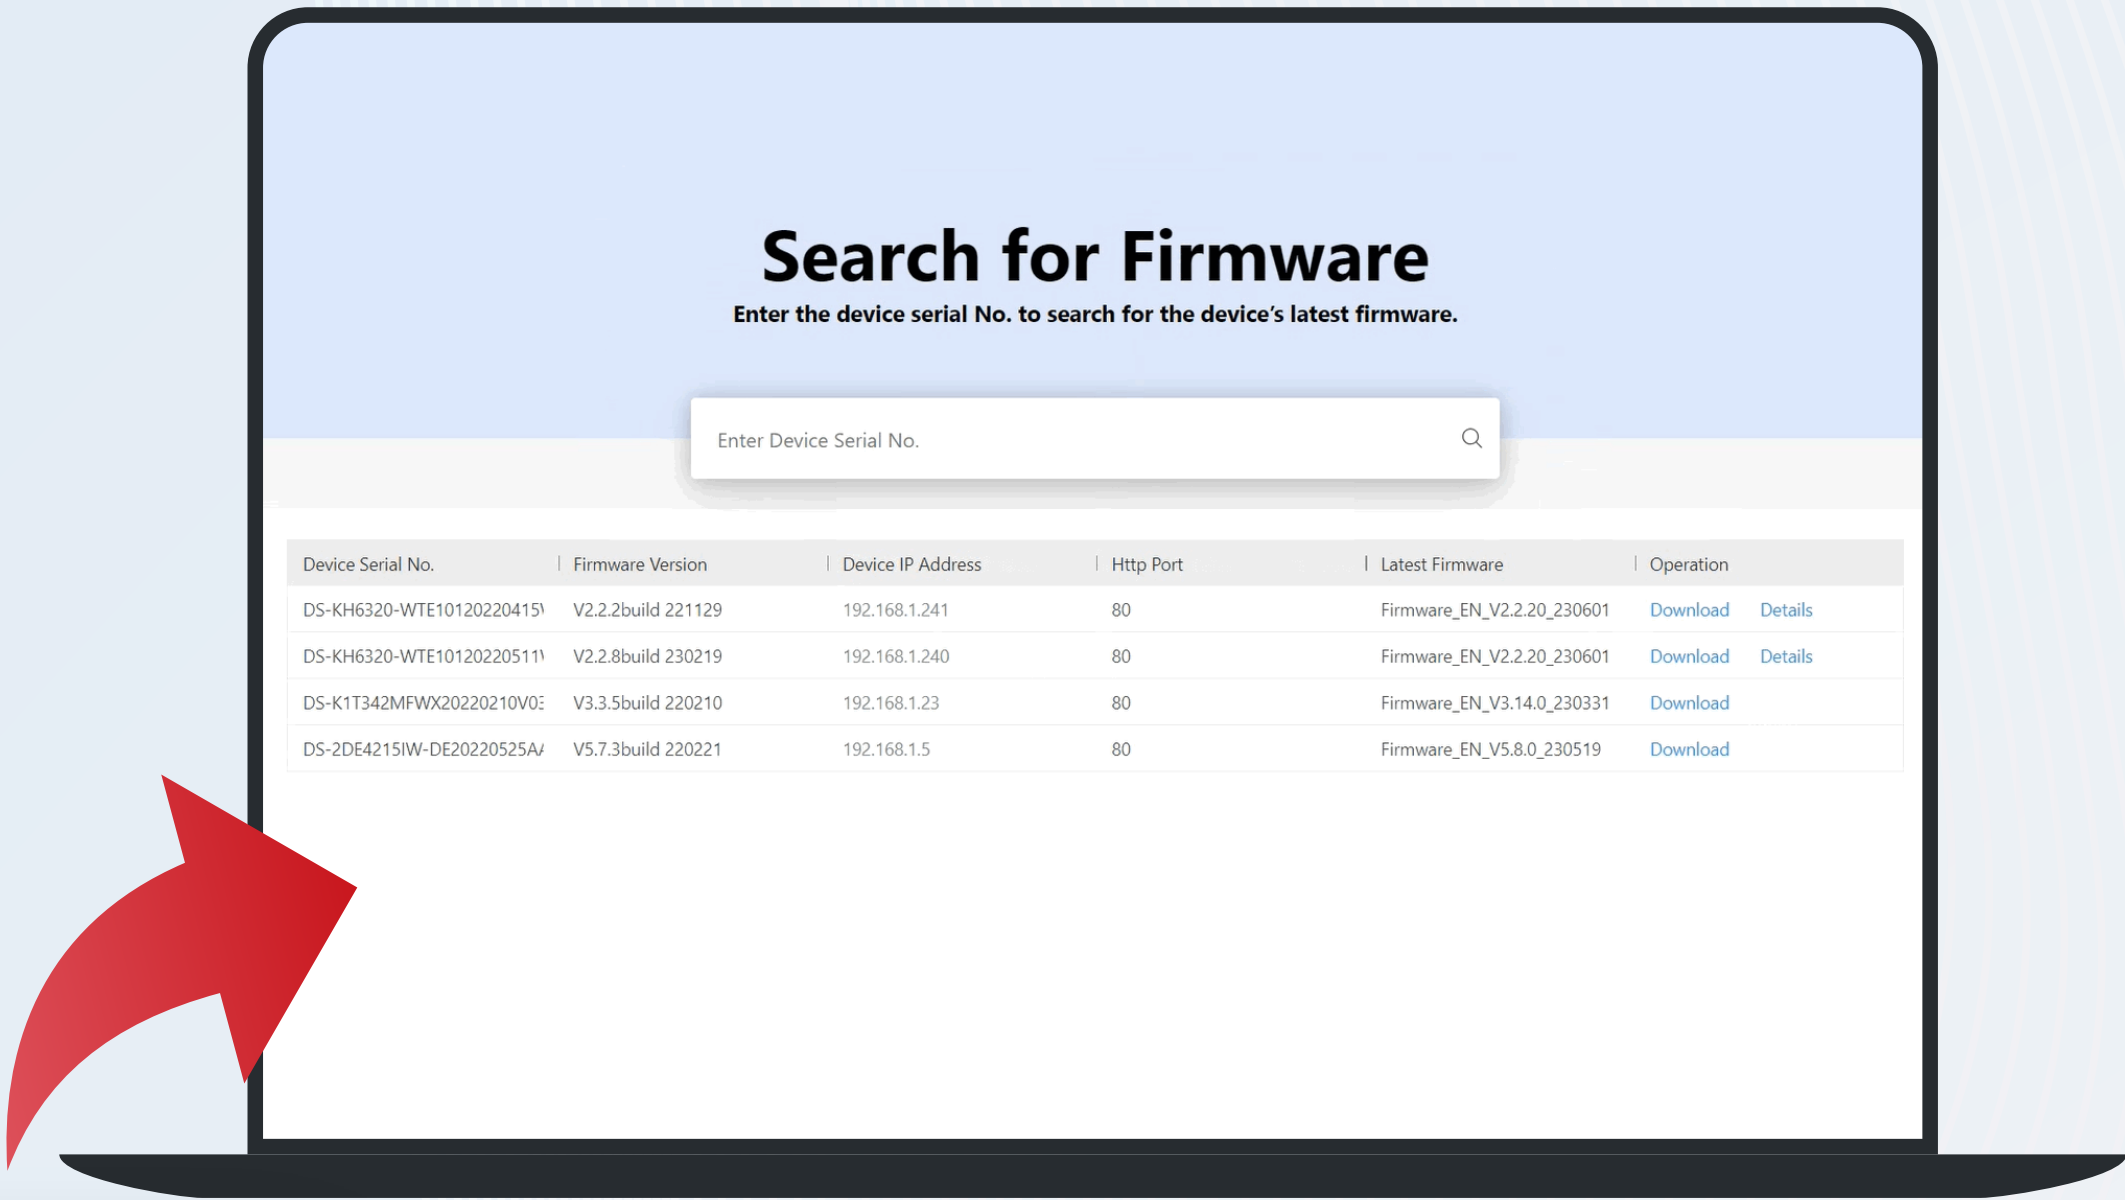 Search for Firmware
Enter the device serial No. to search for the device's latest firmware.
Enter Device Serial No.
Device Serial No. Firmware Version Device IP Address Http Port Latest Firmware Operation
DS-KH6320-WTE10120220415 V2.2.2build 221129 192.168.1.241 80 Firmware_EN_V2.2.20_230601 Download Details
DS-KH6320-WTE10120220511 V2.2.8build 230219 192.168.1.240 80 Firmware_EN_V2.2.20_230601 Download Details
DS-K1T342MFWX20220210V03 V3.3.5build 220210 192.168.1.23 80 Firmware_EN_V3.14.0_230331 Download
DS-2DE4215IW-DE20220525AA V5.7.3build 220221 192.168.1.5 80 Firmware_EN_V5.8.0_230519 Download